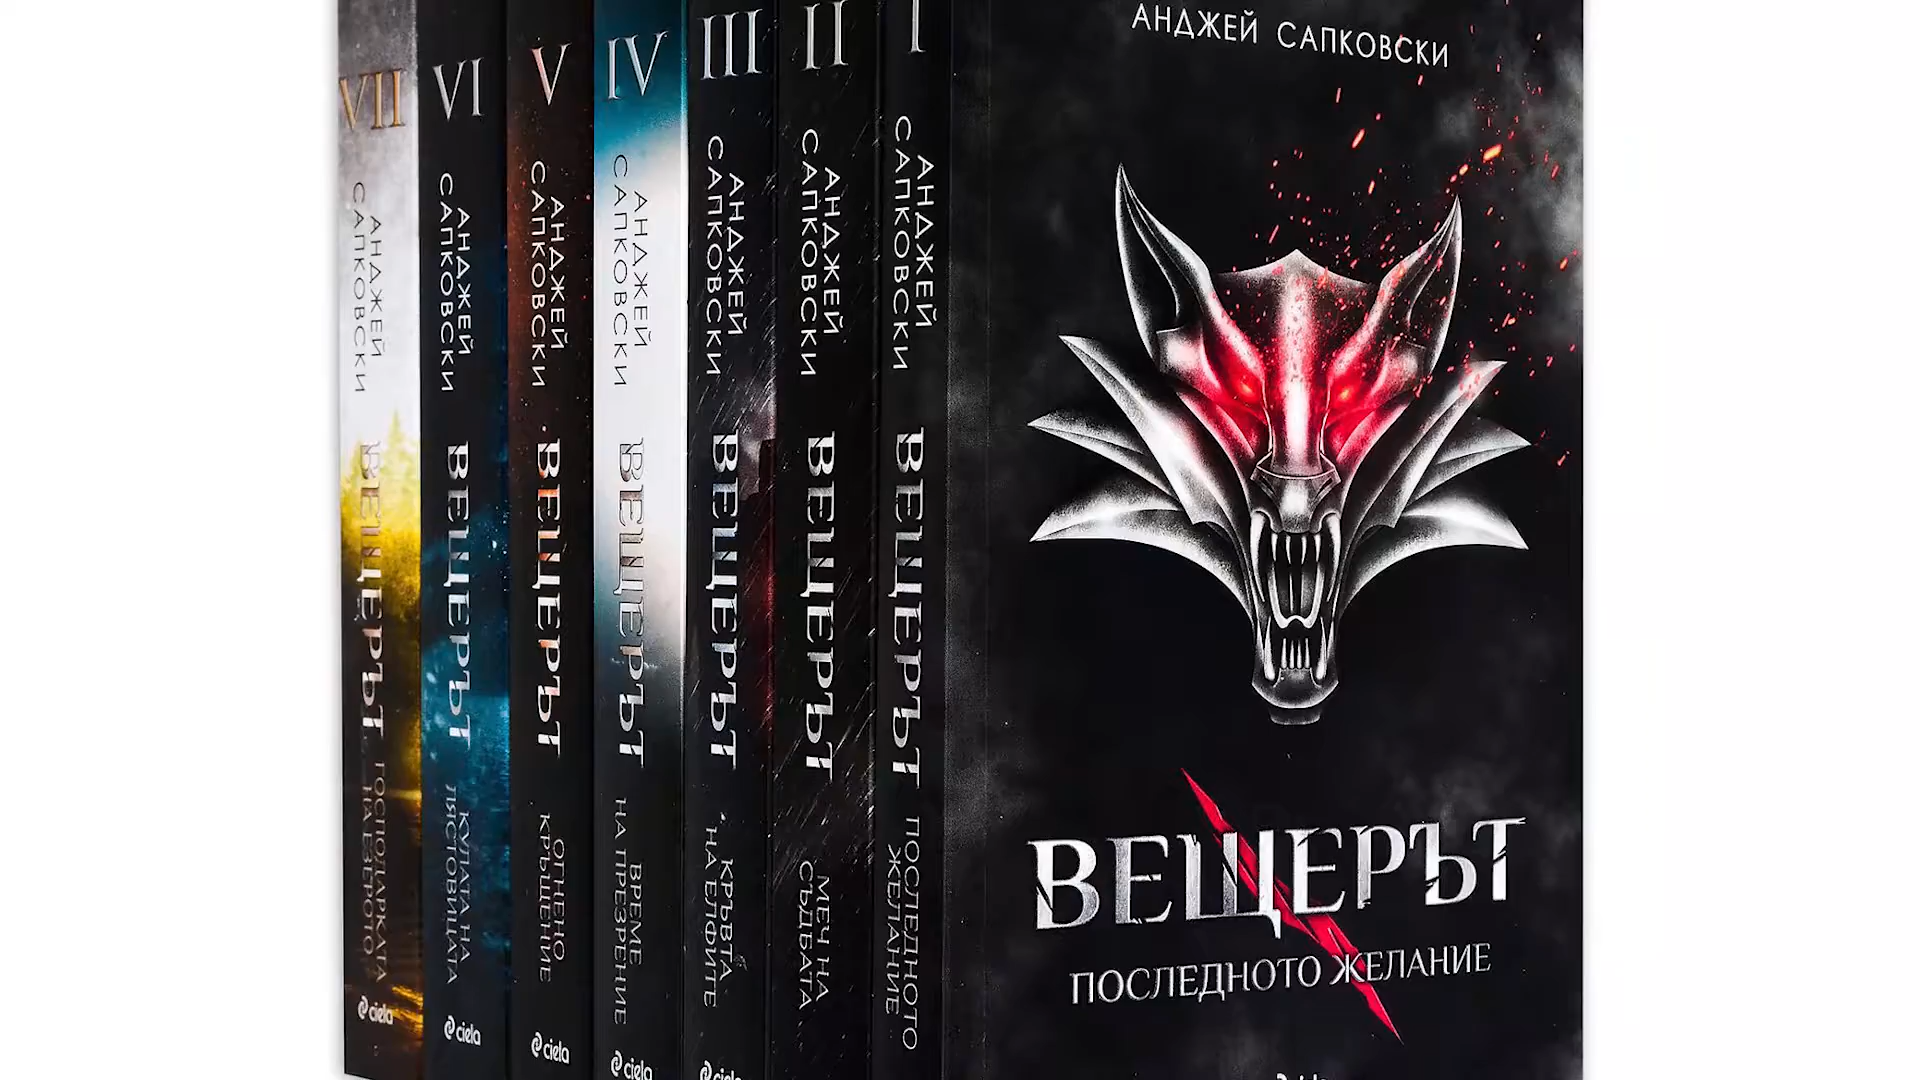 VII
САПКОВСКИ
АНДЖЕЙ
ВЕЩЕРЪТ
ГОСПОДАРКАТА
НА ЕЗЕРОТО
ciela
VI
САПКОВСКИ
АНДЖЕЙ
ВЕЩЕРЪТ
КУЛАТА НА
ЛЯСТОВИЦАТА
ciela
V
АНДЖЕЙ
САПКОВСКИ
ВЕЩЕРЪТ
ОГНЕНО
КРЪЩЕНИЕ
ciela
IV
АНДЖЕЙ
САПКОВСКИ
ВЕЩЕРЪТ
ВРЕМЕ
НА ПРЕЗРЕНИЕ
ciela
III
АНДЖЕЙ
САПКОВСКИ
ВЕЩЕРЪТ
КРЪВТА
НА ЕЛФИТЕ
ciela
II
АНДЖЕЙ
САПКОВСКИ
ВЕЩЕРЪТ
МЕЧ НА
СЪДБАТА
I
АНДЖЕЙ
САПКОВСКИ
ВЕЩЕРЪТ
ПОСЛЕДНОТО
ЖЕЛАНИЕ
АНДЖЕЙ САПКОВСКИ
ВЕЩЕРЪТ
ПОСЛЕДНОТО ЖЕЛАНИЕ